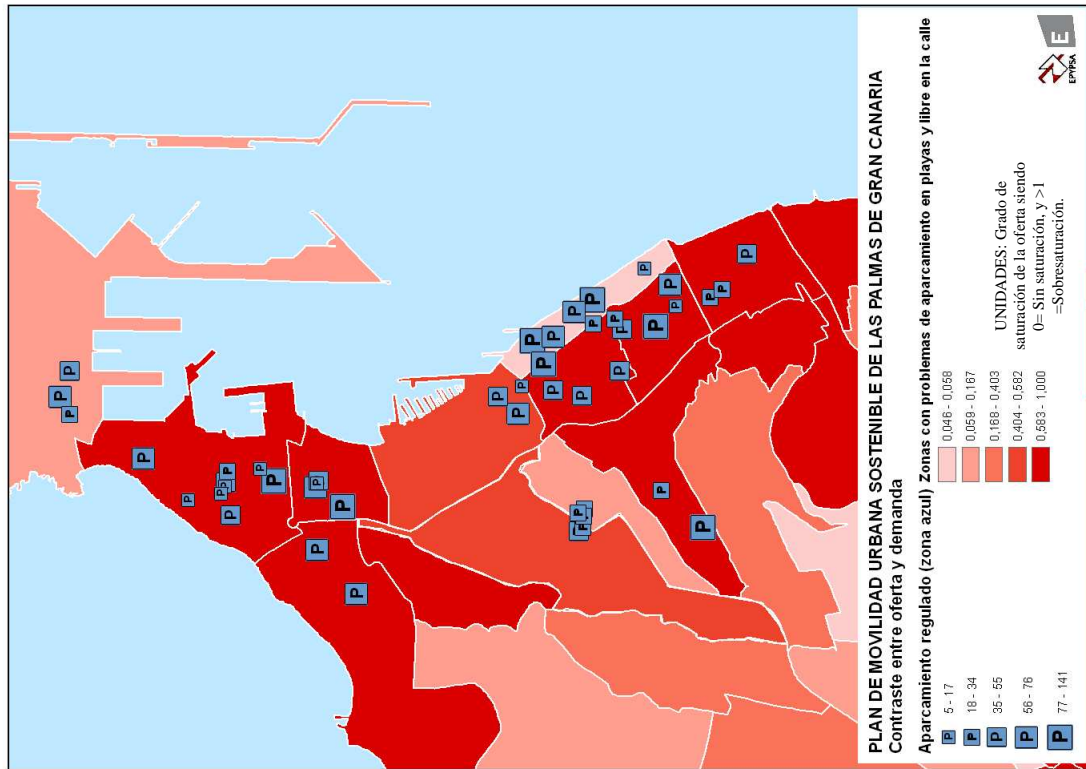 PLAN DE MOVILIDAD URBANA SOSTENIBLE DE LAS PALMAS DE GRAN CANARIA
Contraste entre oferta y demanda
Aparcamiento regulado (zona azul)
P 5 - 17
P 18 - 34
P 35 - 55
P 56 - 76
P 77 - 141
Zonas con problemas de aparcamiento en playas y libre en la calle
0,046 - 0,058
0,059 - 0,167
0,168 - 0,403
0,404 - 0,582
0,583 - 1,000
UNIDADES: Grado de
saturación de la oferta siendo
0= Sin saturación, y >1
=Sobresaturación.
EPYPSA
E